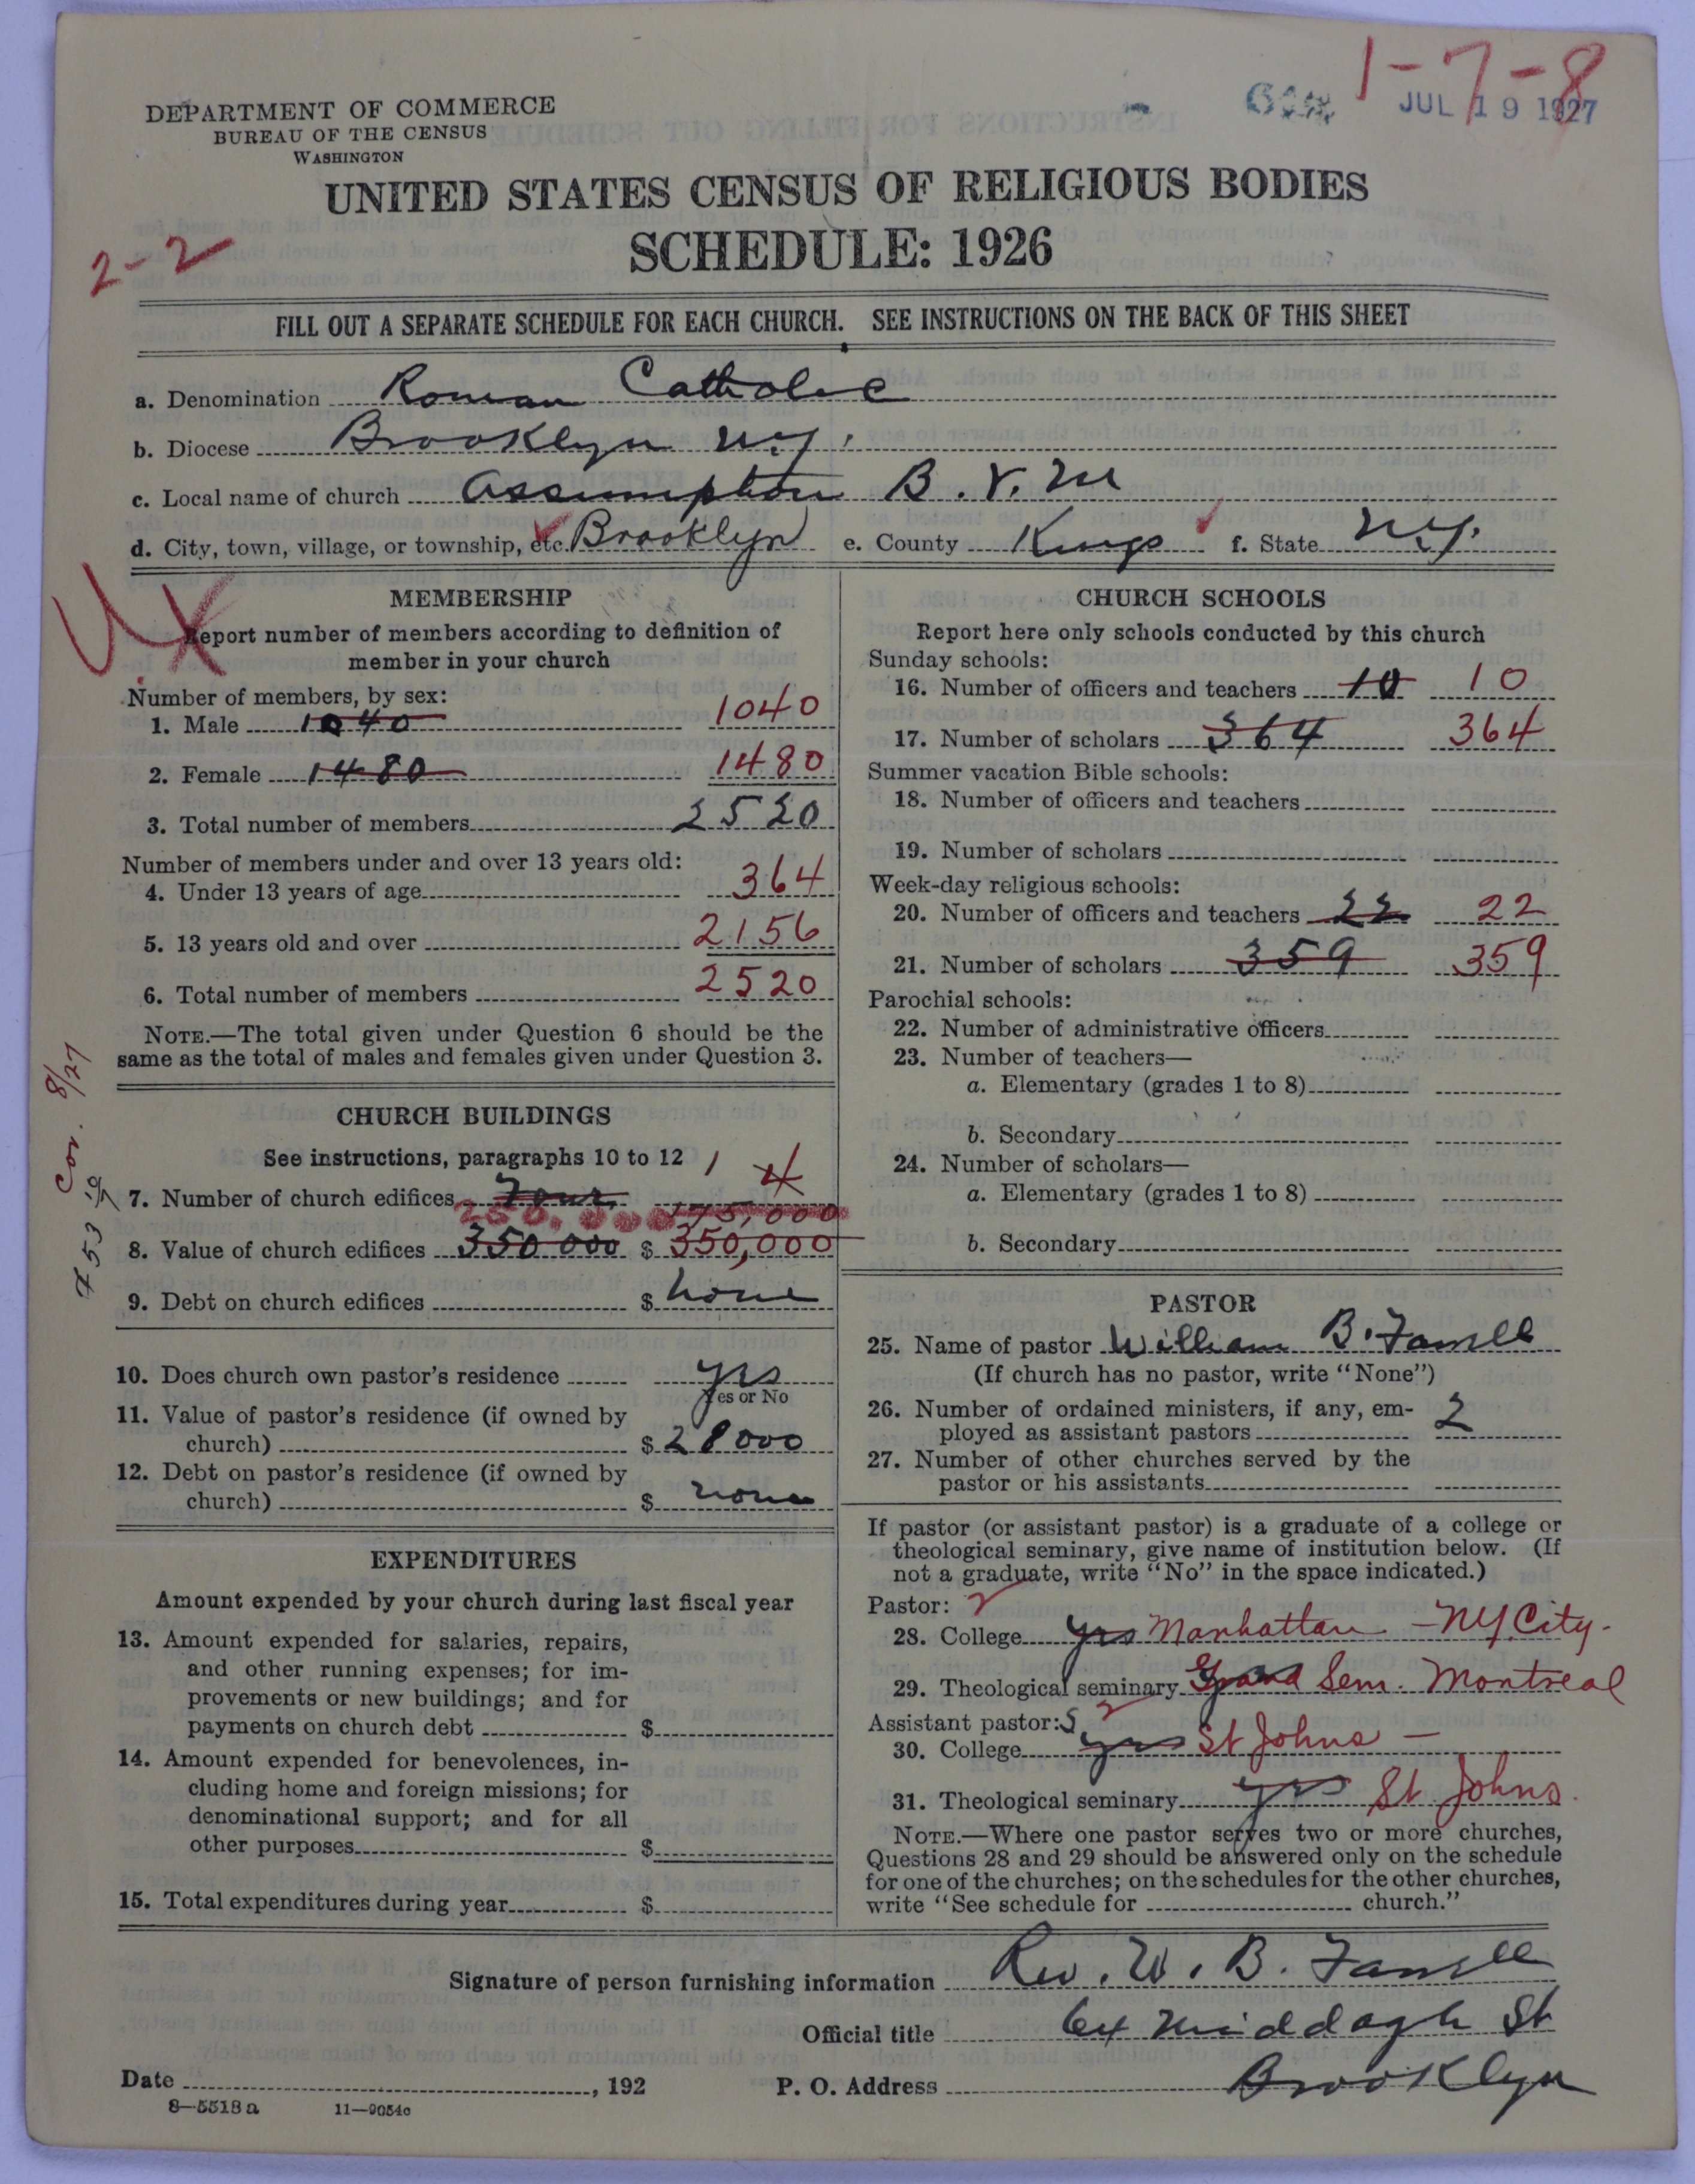 1-7-8
JUL 19 1927
DEPARTMENT OF COMMERCE
BUREAU OF THE CENSUS
WASHINGTON
UNITED STATES CENSUS OF RELIGIOUS BODIES
SCHEDULE: 1926
2-2
FILL OUT A SEPARATE SCHEDULE FOR EACH CHURCH. SEE INSTRUCTIONS ON THE BACK OF THIS SHEET
a. Denomination Roman Catholic
b. Diocese Brooklyn N.Y.
c. Local name of church Assumption B.V.M
d. City, town, village, or township, etc. Brooklyn e. County Kings f. State N.Y.
MEMBERSHIP
Report number of members according to definition of
member in your church
Number of members, by sex:
1. Male 1040 1040
2. Female 1480 1480
3. Total number of members 2520
Number of members under and over 13 years old:
4. Under 13 years of age 364
5. 13 years old and over 2156
6. Total number of members 2520
NOTE.—The total given under Question 6 should be the
same as the total of males and females given under Question 3.
Cor. 8/27
CHURCH BUILDINGS
See instructions, paragraphs 10 to 12 1 4
7. Number of church edifices Four
175,000
8. Value of church edifices 350 000 $ 350,000
9. Debt on church edifices $ none
10. Does church own pastor's residence yes
Yes or No
11. Value of pastor's residence (if owned by
church) $ 28000
12. Debt on pastor's residence (if owned by
church) $ none
EXPENDITURES
Amount expended by your church during last fiscal year
13. Amount expended for salaries, repairs,
and other running expenses; for im-
provements or new buildings; and for
payments on church debt $
14. Amount expended for benevolences, in-
cluding home and foreign missions; for
denominational support; and for all
other purposes $
15. Total expenditures during year $
CHURCH SCHOOLS
Report here only schools conducted by this church
Sunday schools:
16. Number of officers and teachers 10 10
17. Number of scholars 364 364
Summer vacation Bible schools:
18. Number of officers and teachers
19. Number of scholars
Week-day religious schools:
20. Number of officers and teachers 22 22
21. Number of scholars 359 359
Parochial schools:
22. Number of administrative officers
23. Number of teachers—
a. Elementary (grades 1 to 8)
b. Secondary
24. Number of scholars—
a. Elementary (grades 1 to 8)
b. Secondary
PASTOR
25. Name of pastor William B. Farrell
(If church has no pastor, write "None")
26. Number of ordained ministers, if any, em-
ployed as assistant pastors 2
27. Number of other churches served by the
pastor or his assistants
If pastor (or assistant pastor) is a graduate of a college or
theological seminary, give name of institution below. (If
not a graduate, write "No" in the space indicated.)
Pastor: 2
28. College yes Manhattan - NY. City.
29. Theological seminary Grand Sem. Montreal
Assistant pastor: S 2
30. College yes St Johns -
31. Theological seminary yes St. Johns.
NOTE.—Where one pastor serves two or more churches,
Questions 28 and 29 should be answered only on the schedule
for one of the churches; on the schedules for the other churches,
write "See schedule for church."
Signature of person furnishing information Rev. W. B. Farrell
Official title 64 Middagh St
Date , 192 P. O. Address Brooklyn
8-5518a 11-9054c